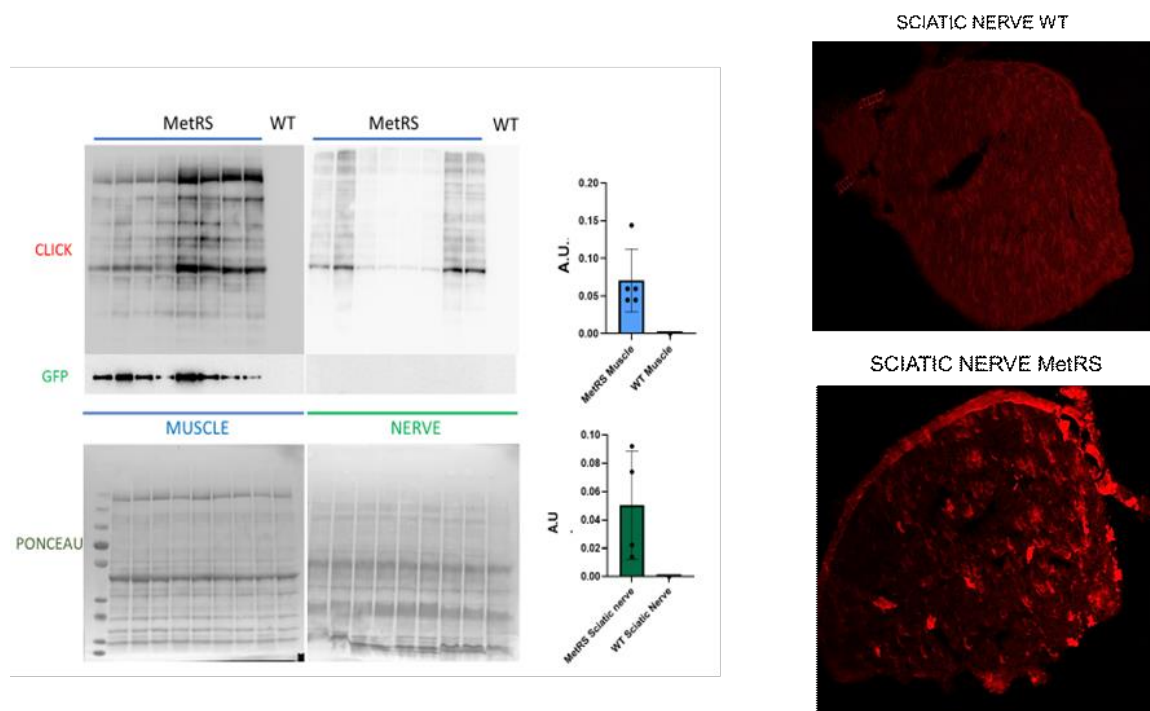 SCIATIC NERVE WT
MetRS WT MetRS WT
CLICK
GFP
MUSCLE NERVE
PONCEAU
A.U..
0.20
0.15
0.10
0.05
0.00
MetRS Muscle
WT Muscle
A.U
0.10
0.08
0.06
0.04
0.02
0.00
MetRS Sciatic nerve
WT Sciatic Nerve
SCIATIC NERVE MetRS